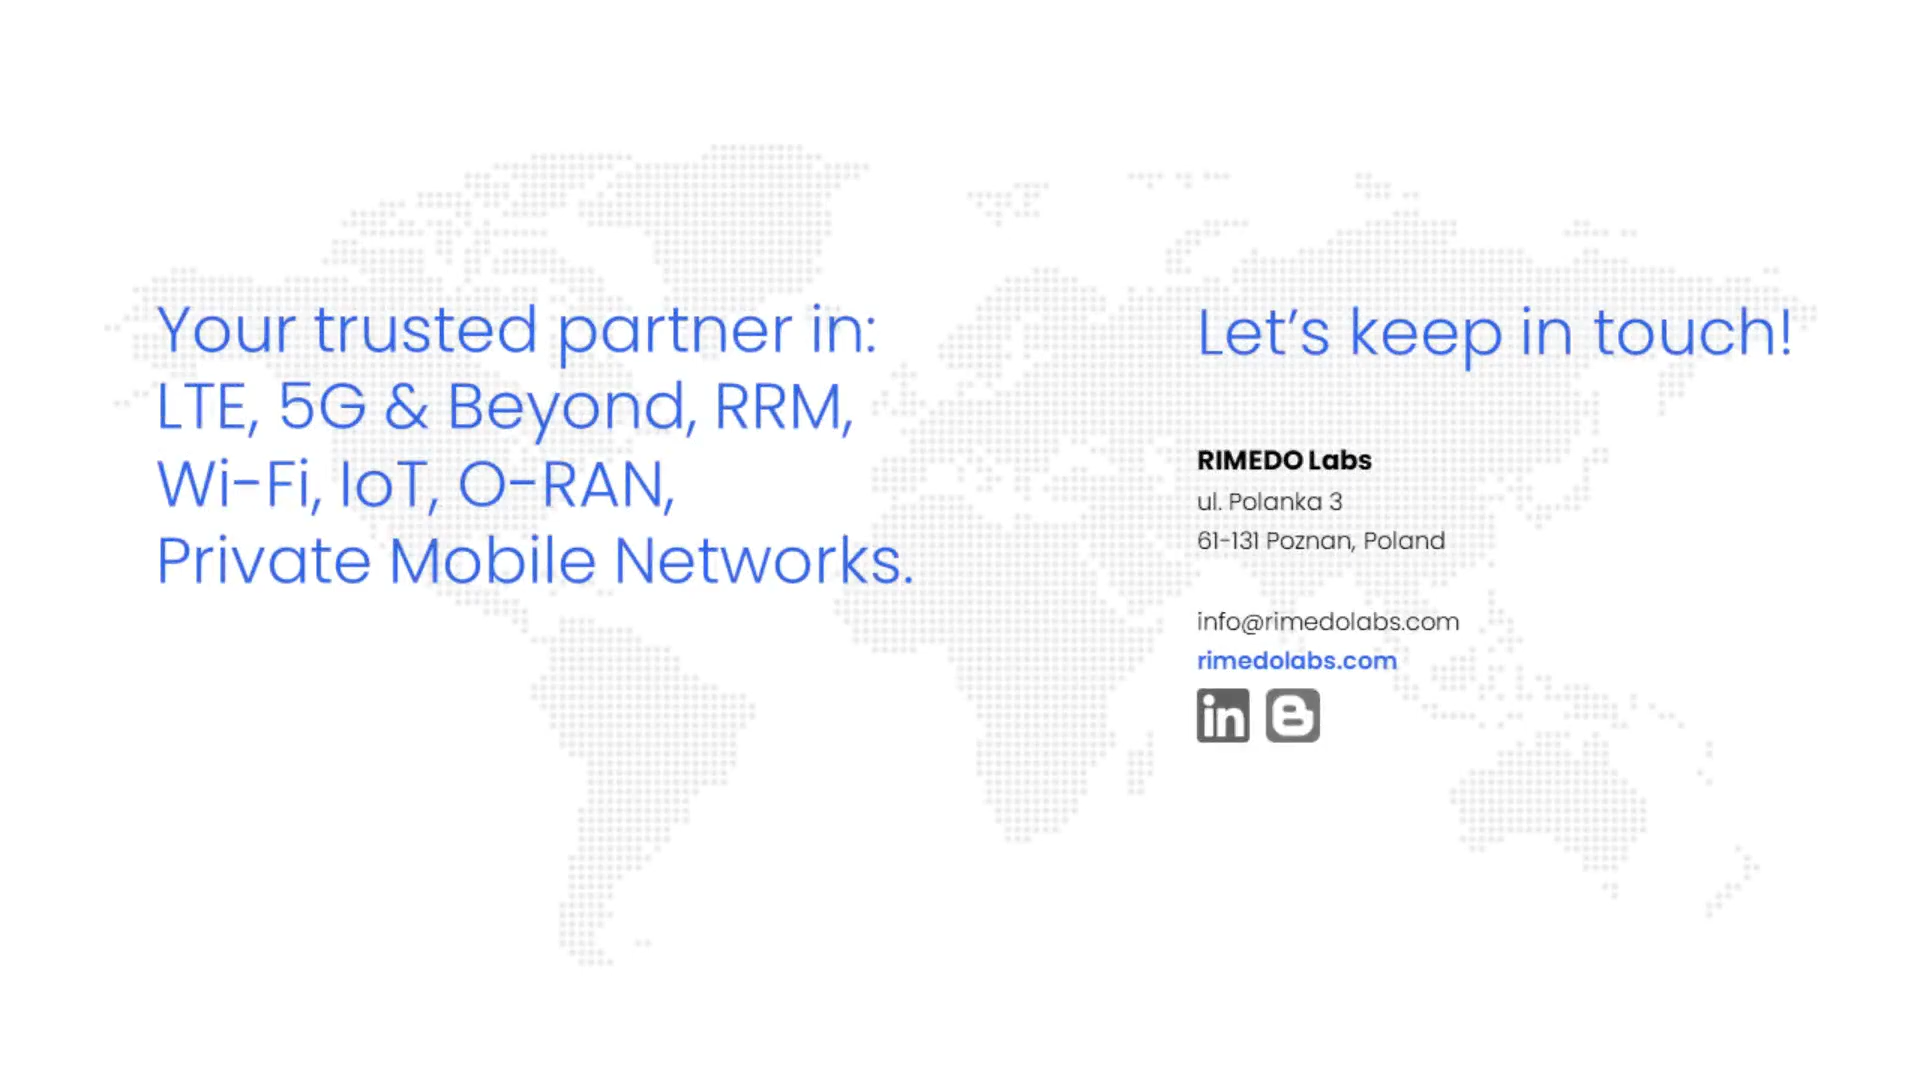 Your trusted partner in:
LTE, 5G & Beyond, RRM,
Wi-Fi, IoT, O-RAN,
Private Mobile Networks.
Let’s keep in touch!
RIMEDO Labs
ul. Polanka 3
61-131 Poznan, Poland
info@rimedolabs.com
rimedolabs.com
in